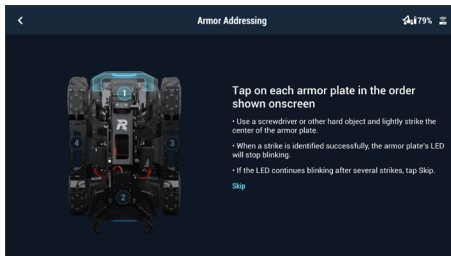 Armor Addressing
79%
Tap on each armor plate in the order
shown onscreen
• Use a screwdriver or other hard object and lightly strike the
center of the armor plate.
• When a strike is identified successfully, the armor plate's LED
will stop blinking.
• If the LED continues blinking after several strikes, tap Skip.
Skip
1
4
3
2
R